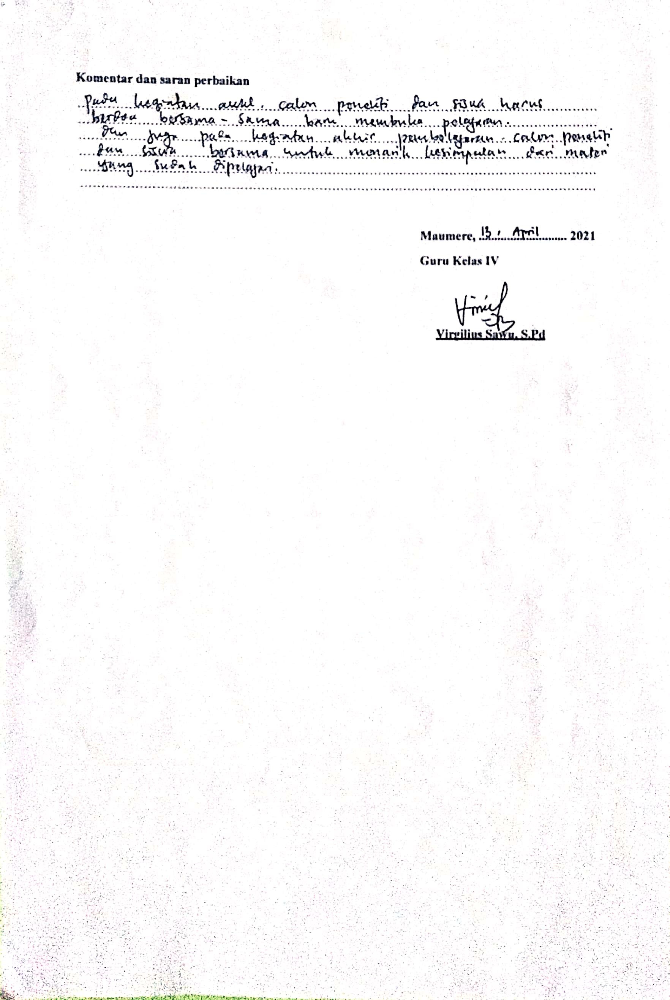 Komentar dan saran perbaikan
Pada kegiatan awal. calon peneliti dan siswa harus
berdoa bersama - sama baru membuka pelajaran.
dan juga pada kegiatan akhir pembelajaran. calon peneliti
dan siswa bersama untuk menarik kesimpulan dari materi
yang sudah dipelajari.
Maumere, 13, April 2021
Guru Kelas IV
Virgilius Sawu, S.Pd